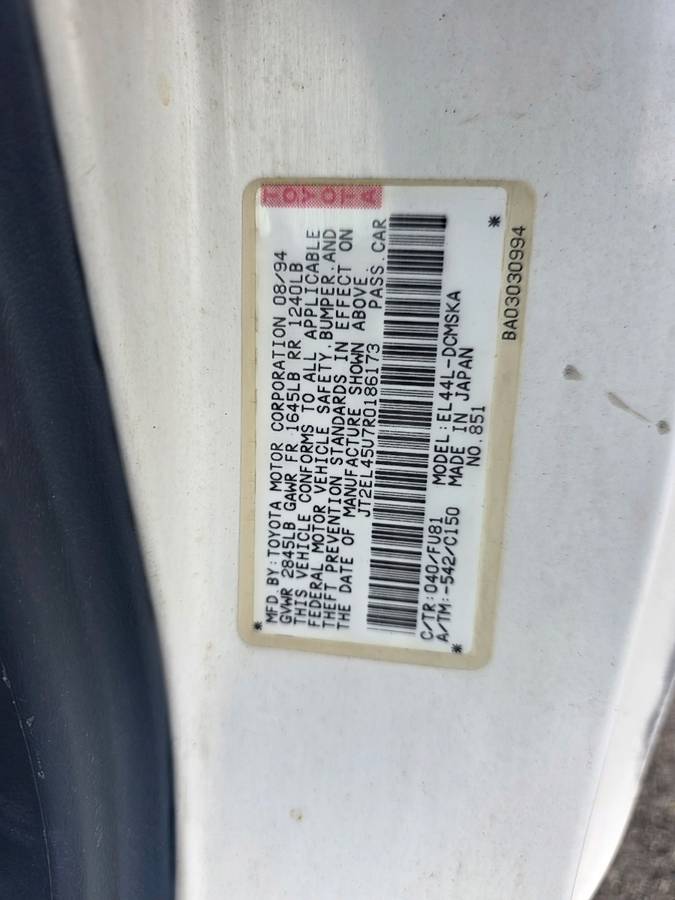 TOYOTA
*MFD.BY:TOYOTA MOTOR CORPORATION 08/94
GVWR 2845LB GAWR FR 1645LB RR 1240LB
THIS VEHICLE CONFORMS TO ALL APPLICABLE
FEDERAL MOTOR VEHICLE SAFETY,BUMPER,AND
THEFT PREVENTION STANDARDS IN EFFECT ON
THE DATE OF MANUFACTURE SHOWN ABOVE.
JT2EL45U7R0186173 PASS.CAR
C/TR:040/FU81 MODEL:EL44L-DCMSKA
A/TM:-542/C150 MADE IN JAPAN
* NO.851 *
BA03030994